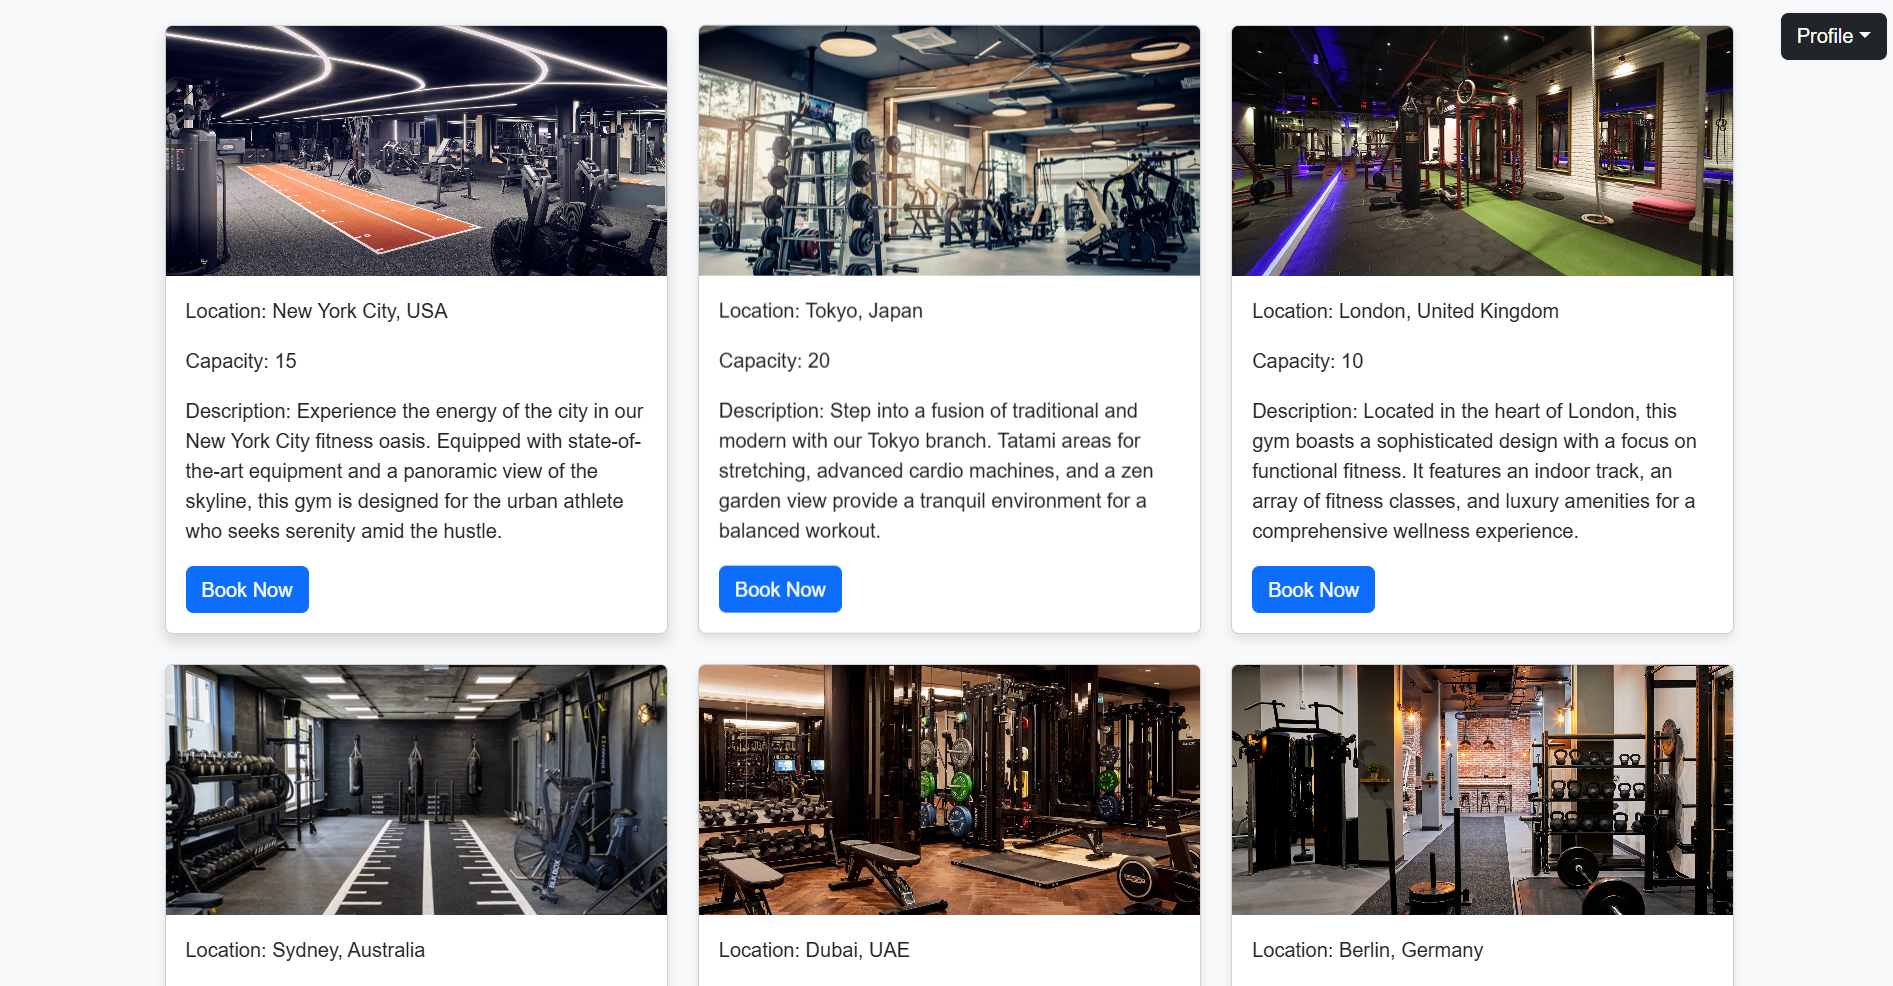 Profile
Location: New York City, USA
Capacity: 15
Description: Experience the energy of the city in our
New York City fitness oasis. Equipped with state-of-
the-art equipment and a panoramic view of the
skyline, this gym is designed for the urban athlete
who seeks serenity amid the hustle.
Book Now
Location: Tokyo, Japan
Capacity: 20
Description: Step into a fusion of traditional and
modern with our Tokyo branch. Tatami areas for
stretching, advanced cardio machines, and a zen
garden view provide a tranquil environment for a
balanced workout.
Book Now
Location: London, United Kingdom
Capacity: 10
Description: Located in the heart of London, this
gym boasts a sophisticated design with a focus on
functional fitness. It features an indoor track, an
array of fitness classes, and luxury amenities for a
comprehensive wellness experience.
Book Now
BLKBOX
Location: Sydney, Australia
Location: Dubai, UAE
Location: Berlin, Germany